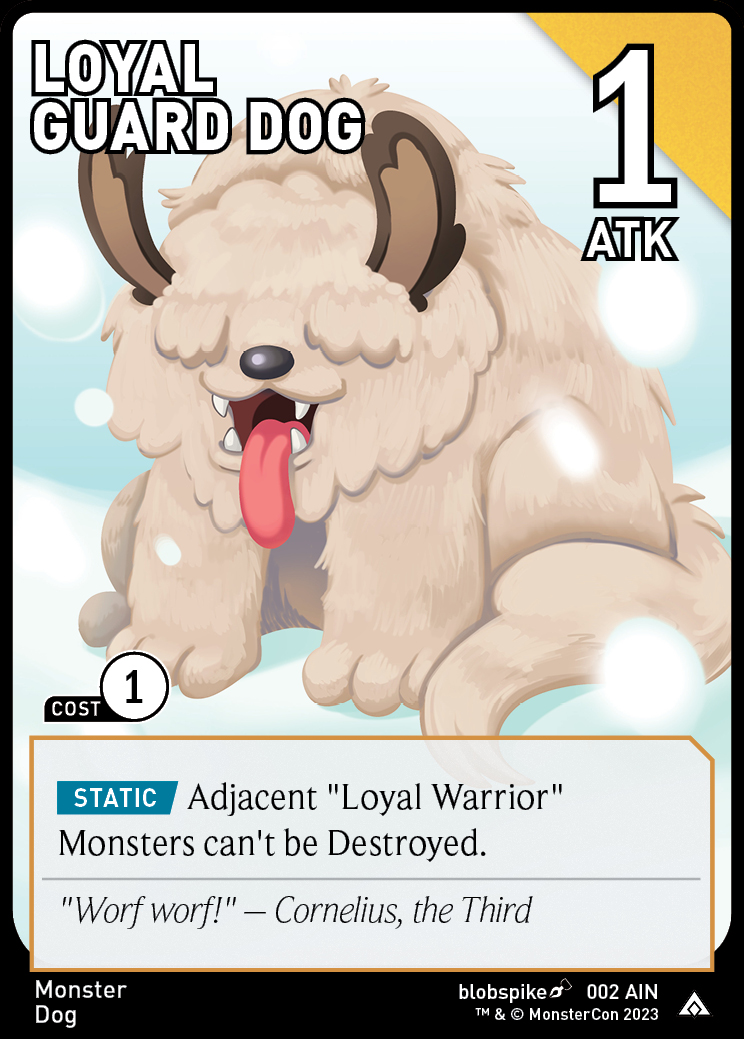 LOYAL
GUARD DOG
1
ATK
COST 1
STATIC Adjacent "Loyal Warrior"
Monsters can't be Destroyed.
"Worf worf!" – Cornelius, the Third
Monster
Dog
blobspike 002 AIN
™ & © MonsterCon 2023